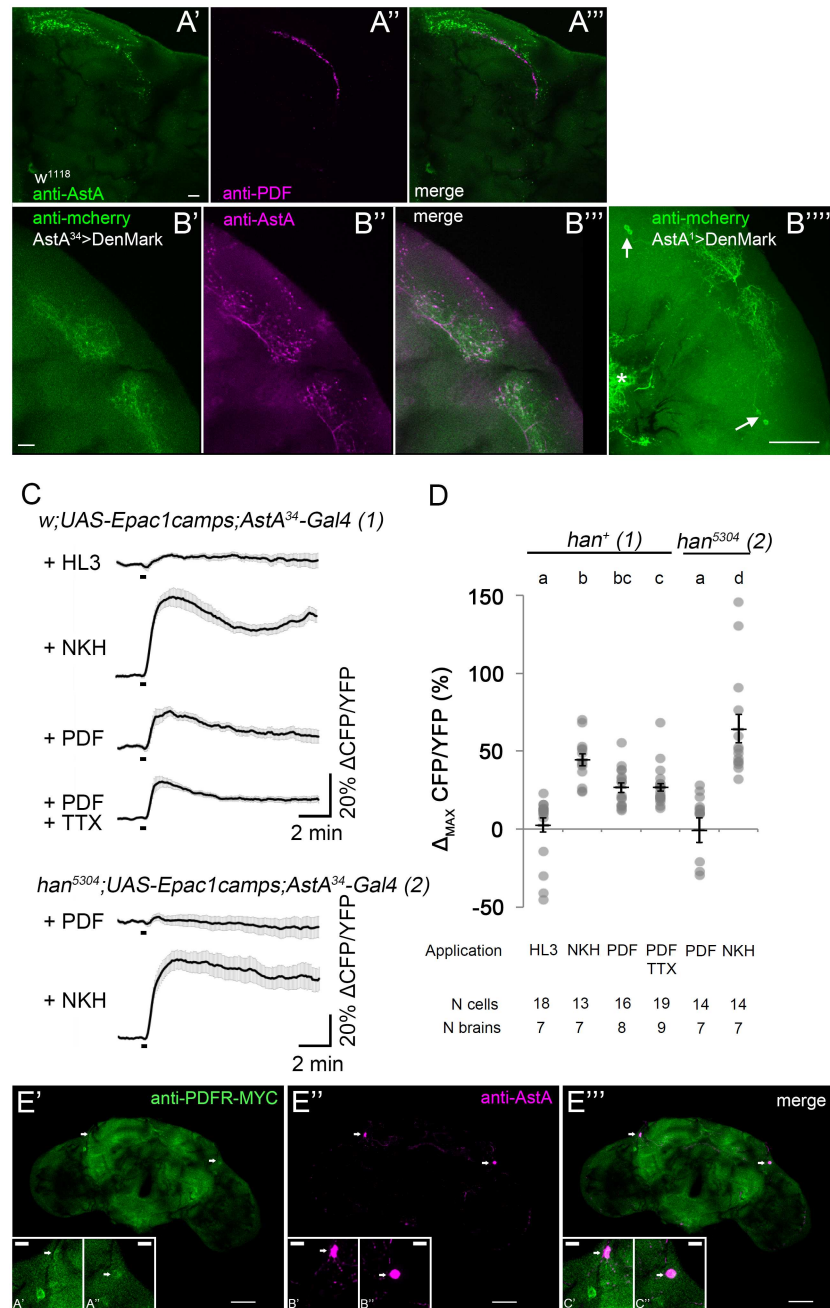 A’ A’’ A’’’
w1118
anti-AstA anti-PDF merge
anti-mcherry B’ anti-AstA B’’ merge B’’’ anti-mcherry B’’’’
AstA34>DenMark AstA1>DenMark
*
C
w;UAS-Epac1camps;AstA34-Gal4 (1)
+ HL3
+ NKH
+ PDF
+ PDF
+ TTX
20% ΔCFP/YFP
2 min
han5304;UAS-Epac1camps;AstA34-Gal4 (2)
+ PDF
+ NKH
20% ΔCFP/YFP
2 min
D
han+ (1) han5304 (2)
a b bc c a d
ΔMAX CFP/YFP (%)
150
100
50
0
-50
Application HL3 NKH PDF PDF PDF NKH
TTX
N cells 18 13 16 19 14 14
N brains 7 7 8 9 7 7
E’ anti-PDFR-MYC E’’ anti-AstA E’’’ merge
A’ A’’ B’ B’’ C’ C’’